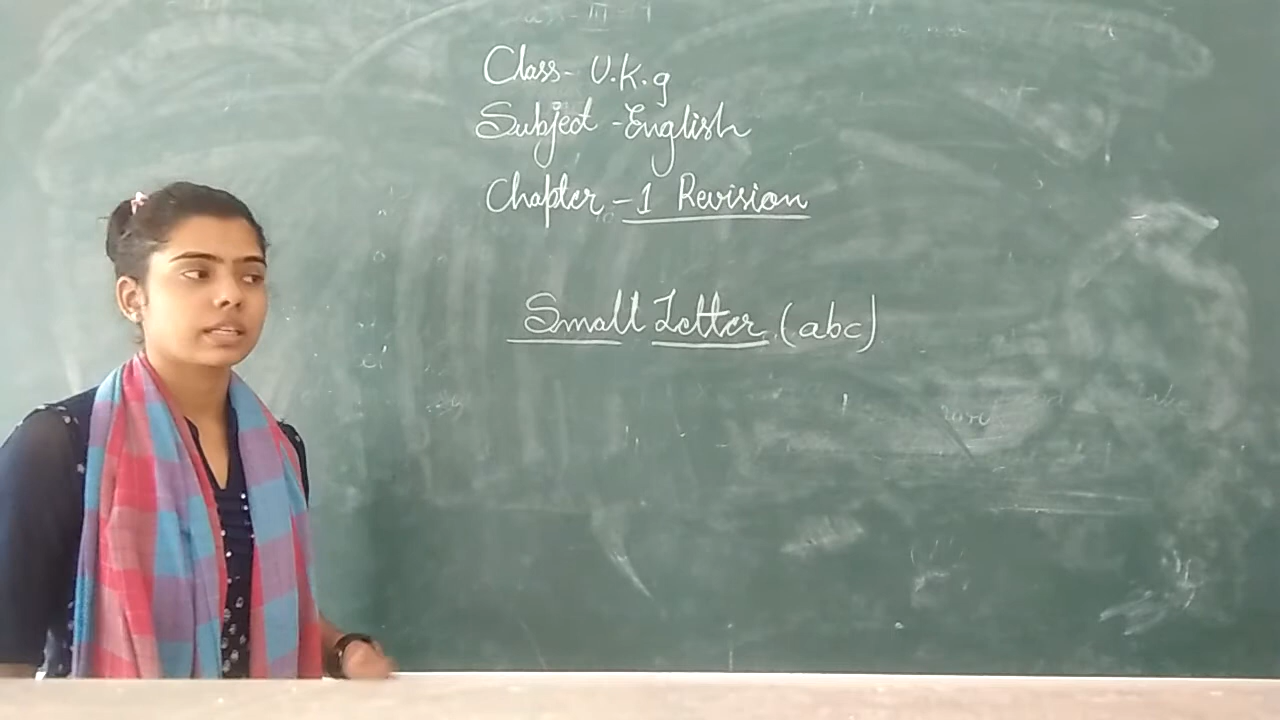 Class- U.K.g
Subject -English
Chapter -1 Revision
Small Letter (abc)